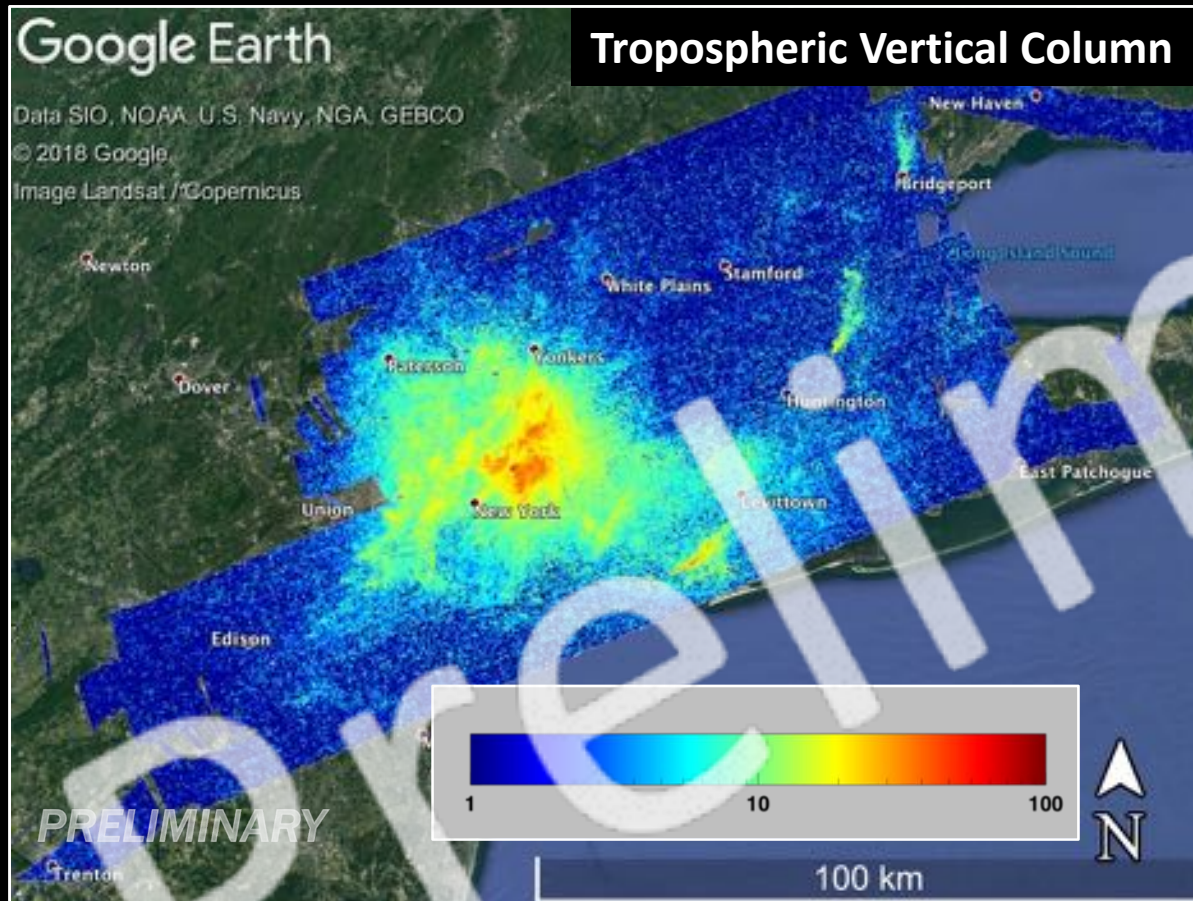 Google Earth
Tropospheric Vertical Column
Data SIO, NOAA, U.S. Navy, NGA, GEBCO
© 2018 Google
Image Landsat / Copernicus
New Haven
Bridgeport
Long Island Sound
Newton
White Plains
Stamford
Paterson
Yonkers
Dover
Huntington
East Patchogue
Levittown
Union
New York
Edison
Prelim
1
10
100
PRELIMINARY
N
Trenton
100 km